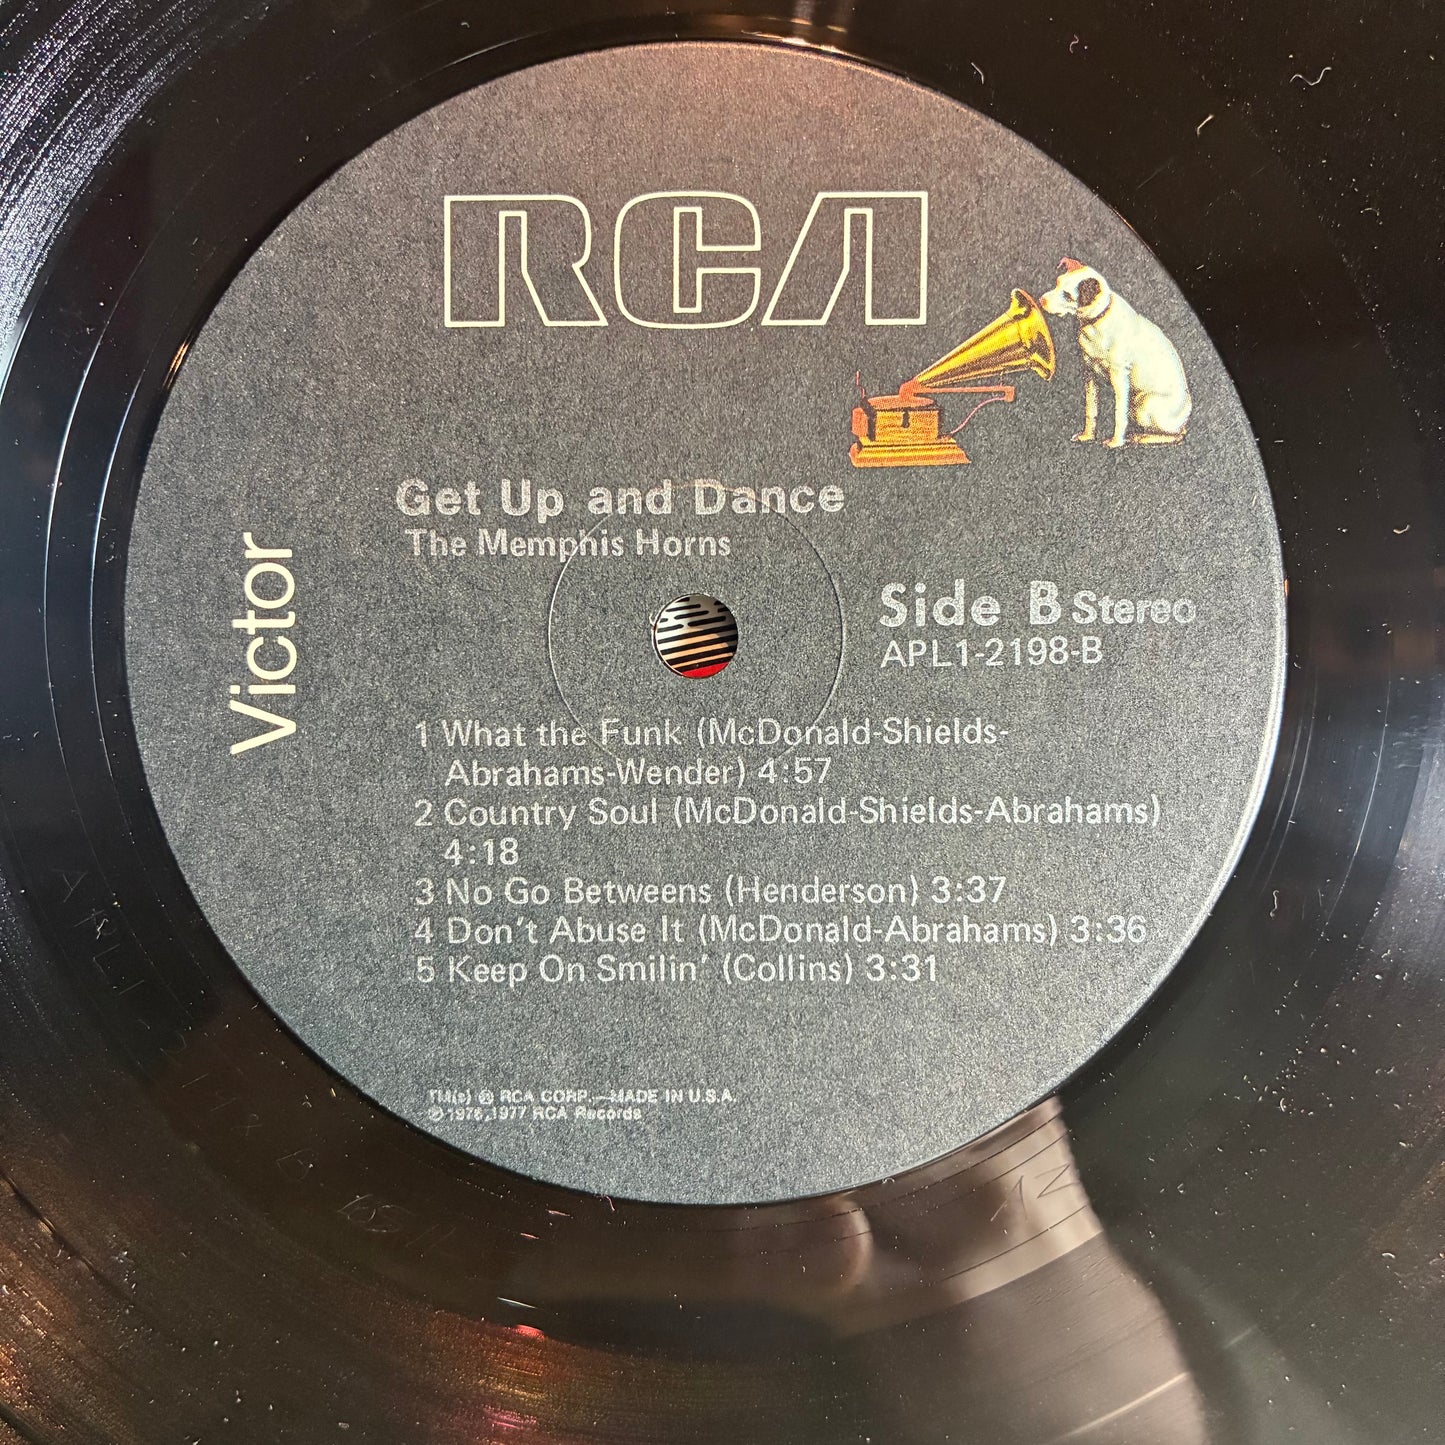 RCA
Victor
Get Up and Dance
The Memphis Horns
Side B Stereo
APL1-2198-B
1 What the Funk (McDonald-Shields-
Abrahams-Wender) 4:57
2 Country Soul (McDonald-Shields-Abrahams)
4:18
3 No Go Betweens (Henderson) 3:37
4 Don't Abuse It (McDonald-Abrahams) 3:36
5 Keep On Smilin' (Collins) 3:31
TM(s) ® RCA CORP.—MADE IN U.S.A.
℗ 1976, 1977 RCA Records